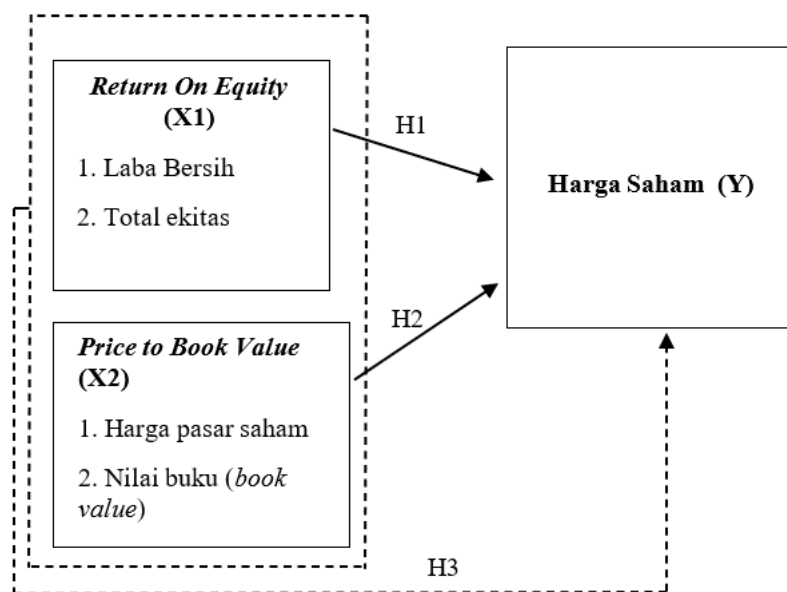 Return On Equity
(X1)
1. Laba Bersih
2. Total ekitas
H1
Harga Saham (Y)
H2
Price to Book Value
(X2)
1. Harga pasar saham
2. Nilai buku (book
value)
H3